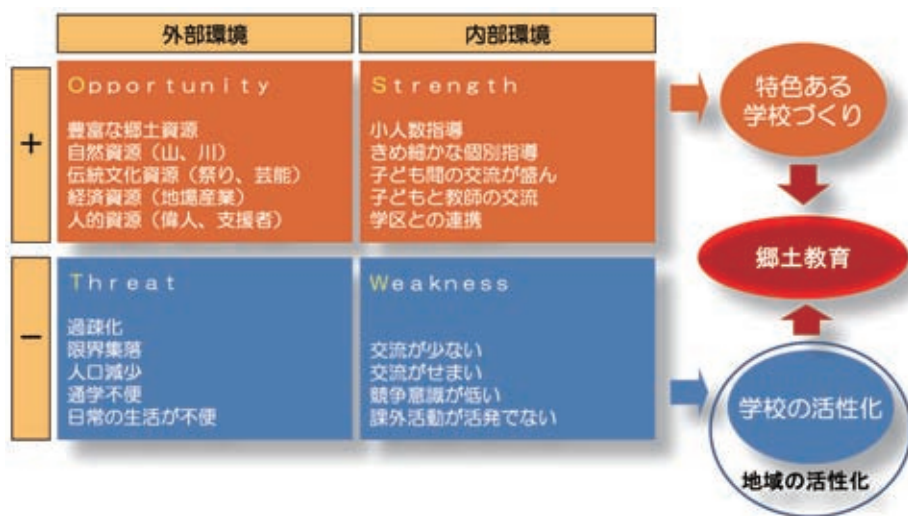 外部環境
内部環境
＋
Ｏｐｐｏｒｔｕｎｉｔｙ
豊富な郷土資源
自然資源（山、川）
伝統文化資源（祭り、芸能）
経済資源（地場産業）
人的資源（偉人、支援者）
Ｓｔｒｅｎｇｔｈ
小人数指導
きめ細かな個別指導
子ども間の交流が盛ん
子どもと教師の交流
学区との連携
特色ある
学校づくり
郷土教育
－
Ｔｈｒｅａｔ
過疎化
限界集落
人口減少
通学不便
日常の生活が不便
Ｗｅａｋｎｅｓｓ
交流が少ない
交流がせまい
競争意識が低い
課外活動が活発でない
学校の活性化
地域の活性化